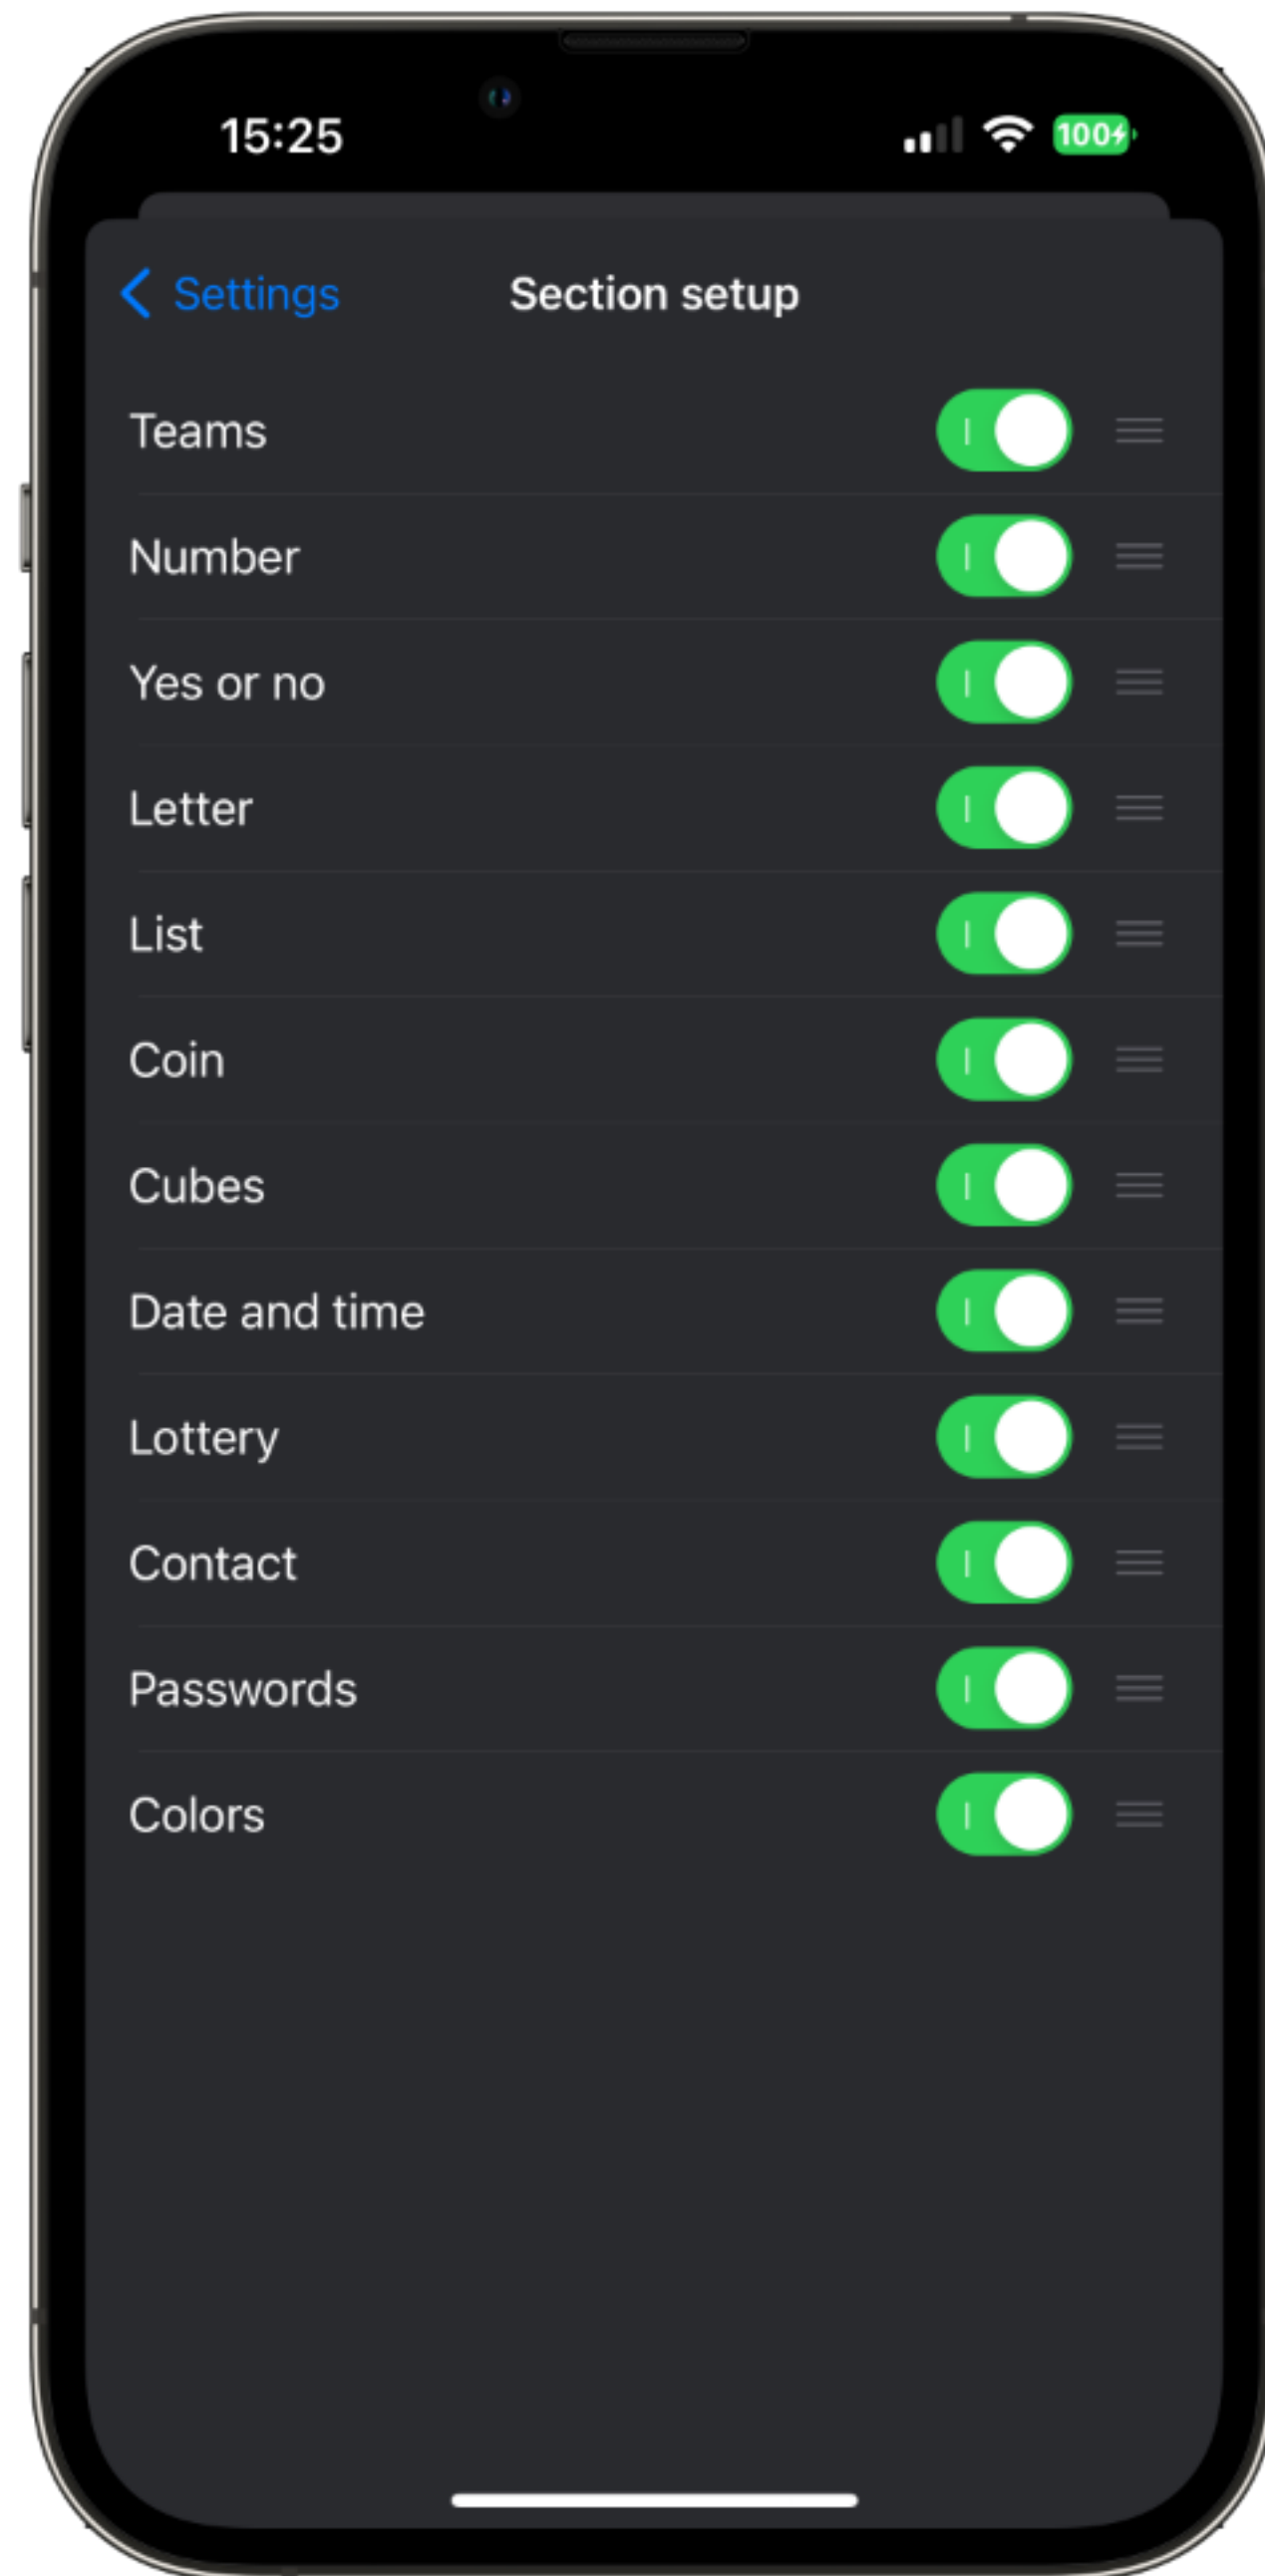 15:25
100
Settings
Section setup
Teams
Number
Yes or no
Letter
List
Coin
Cubes
Date and time
Lottery
Contact
Passwords
Colors